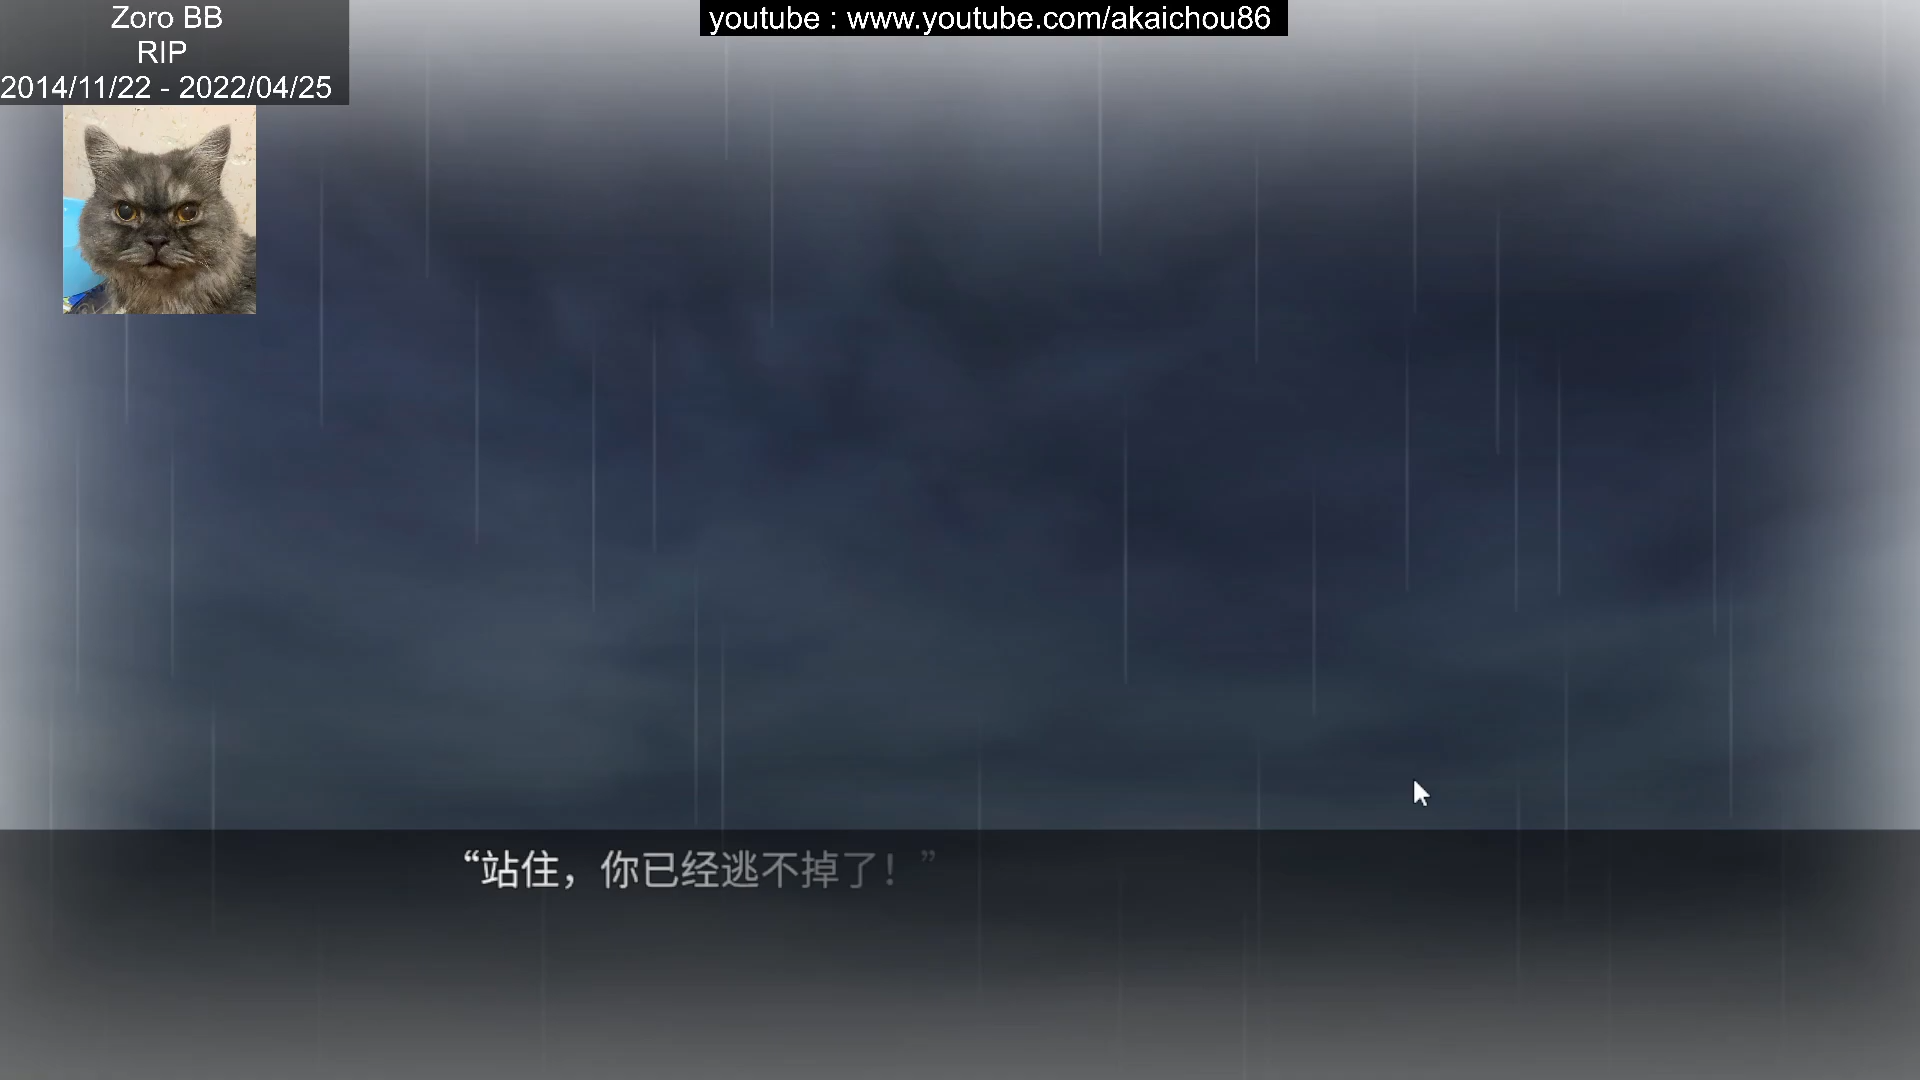 Zoro BB
RIP
2014/11/22 - 2022/04/25
youtube : www.youtube.com/akaichou86
“站住，你已经逃不掉了！”